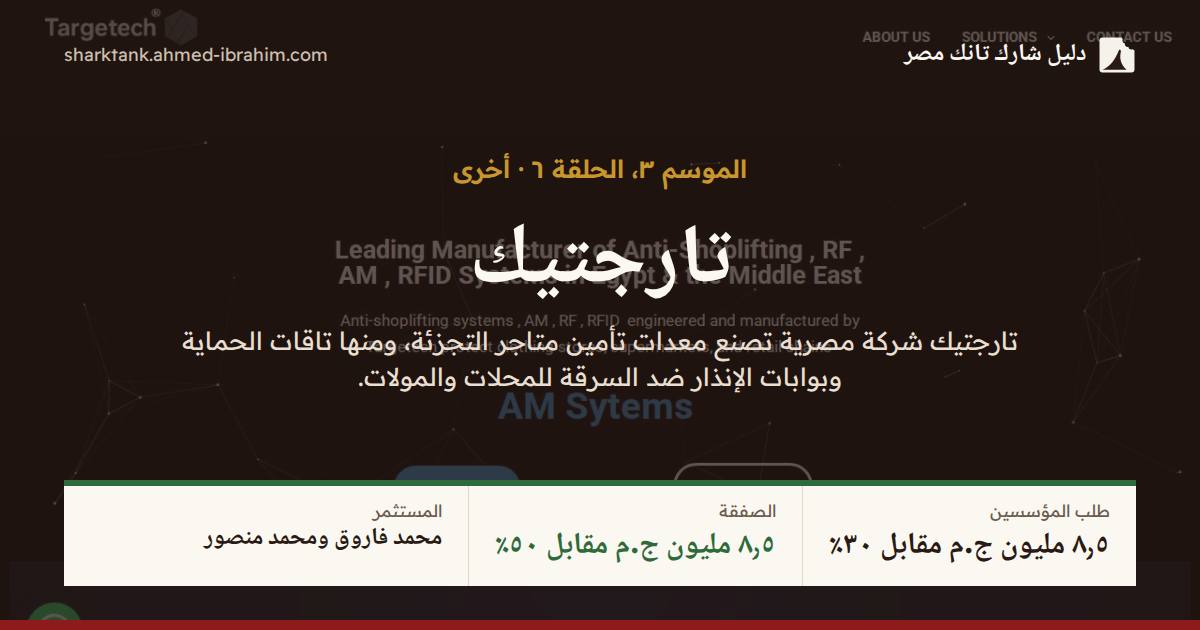 Targetech®
ABOUT US SOLUTIONS CONTACT US
sharktank.ahmed-ibrahim.com
دليل شارك تانك مصر
الموسم ٣، الحلقة ٦ · أخرى
تارجتيك
Leading Manufacturer of Anti-Shoplifting , RF ,
AM , RFID Systems in Egypt & the Middle East
Anti-shoplifting systems , AM , RF , RFID engineered and manufactured by
تارجتيك شركة مصرية تصنع معدات تأمين متاجر التجزئة، ومنها تاقات الحماية
وبوابات الإنذار ضد السرقة للمحلات والمولات.
AM Sytems
طلب المؤسسين
٨٫٥ مليون ج.م مقابل ٣٠٪
الصفقة
٨٫٥ مليون ج.م مقابل ٥٠٪
المستثمر
محمد فاروق ومحمد منصور